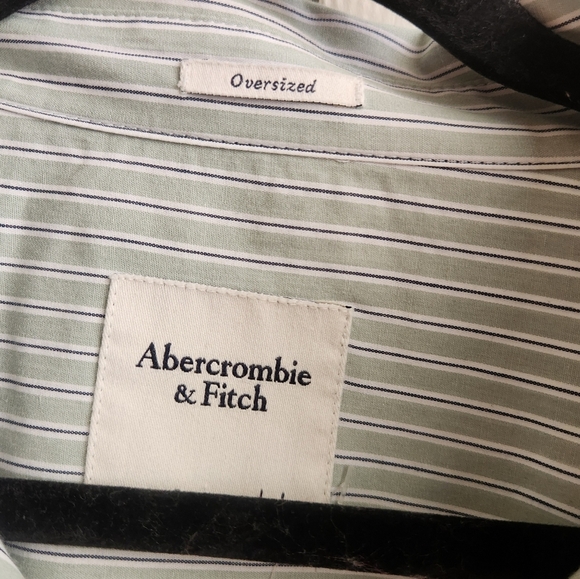 Oversized
Abercrombie
& Fitch